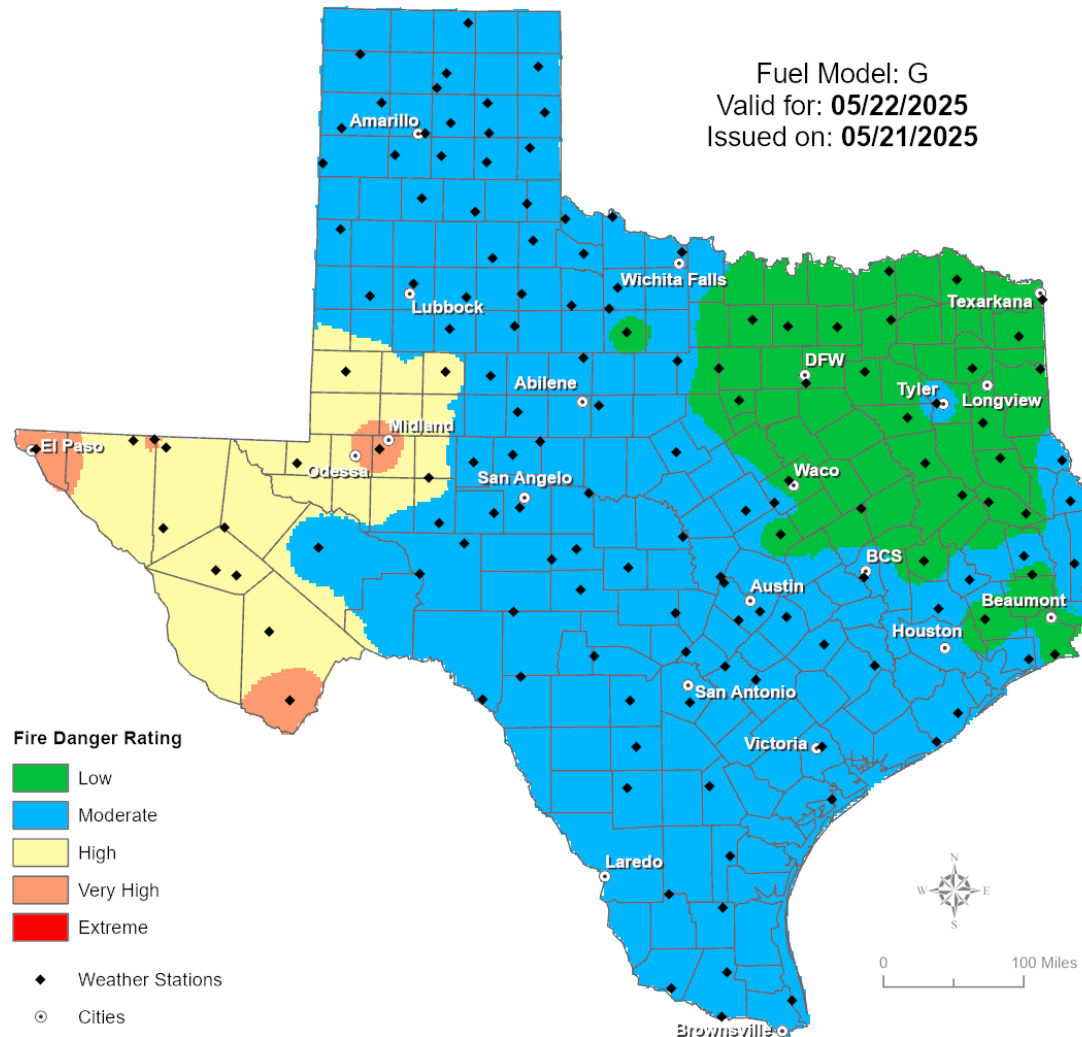 Fuel Model: G
Valid for: 05/22/2025
Issued on: 05/21/2025
Amarillo
Wichita Falls
Lubbock
Texarkana
DFW
Abilene
Tyler
Longview
Midland
El Paso
Odessa
San Angelo
Waco
BCS
Austin
Beaumont
Houston
San Antonio
Victoria
Laredo
Brownsville
Fire Danger Rating
Low
Moderate
High
Very High
Extreme
Weather Stations
Cities
N
W E
S
0 100 Miles